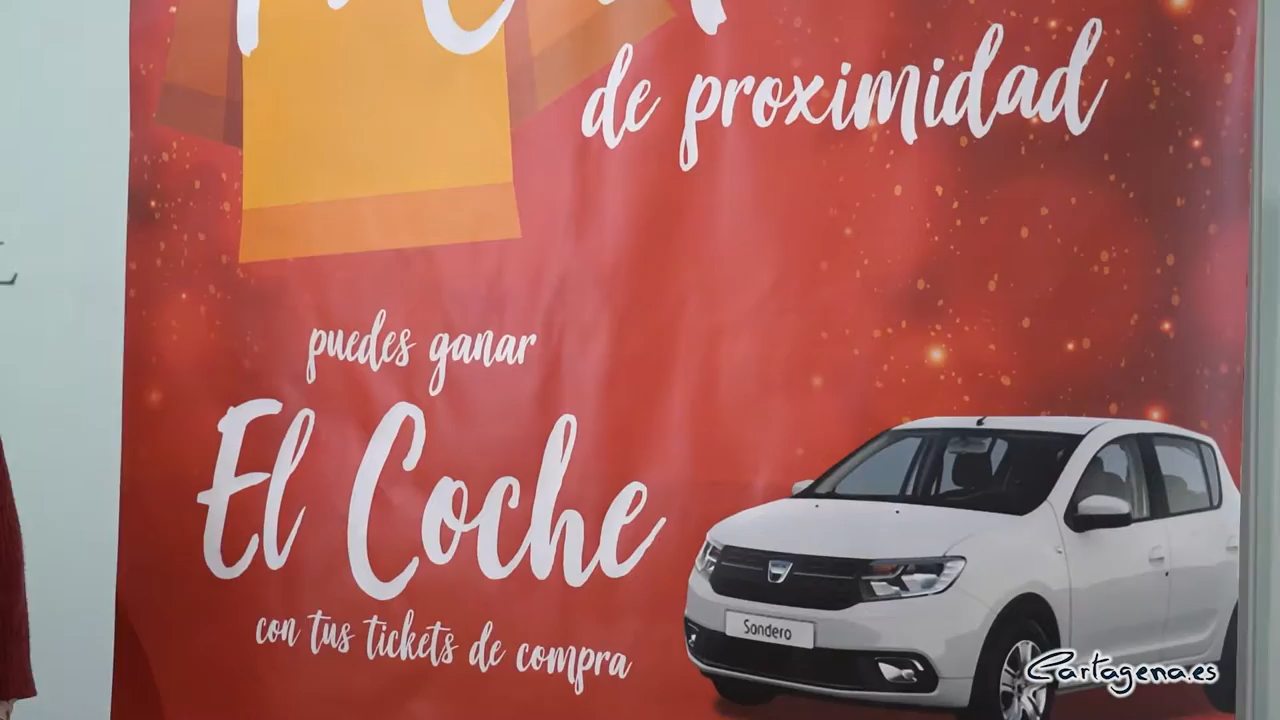 de proximidad
puedes ganar
El Coche
con tus tickets de compra
Sandero
Cartagena.es